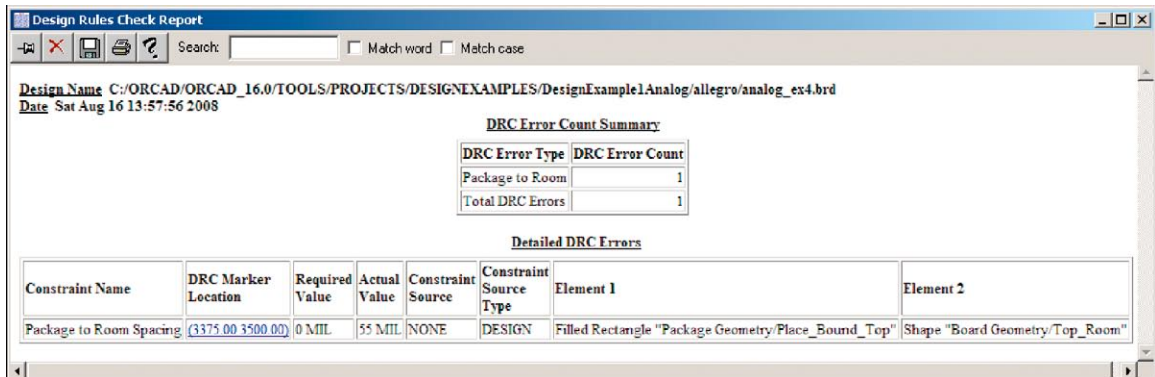 Design Rules Check Report
Search: Match word Match case
Design Name C:/ORCAD/ORCAD_16.0/TOOLS/PROJECTS/DESIGNEXAMPLES/DesignExample1Analog/allegro/analog_ex4.brd
Date Sat Aug 16 13:57:56 2008
DRC Error Count Summary
DRC Error Type DRC Error Count
Package to Room 1
Total DRC Errors 1
Detailed DRC Errors
Constraint Name DRC Marker Location Required Value Actual Value Constraint Source Constraint Source Type Element 1 Element 2
Package to Room Spacing (3375.00 3500.00) 0 MIL 55 MIL NONE DESIGN Filled Rectangle "Package Geometry/Place_Bound_Top" Shape "Board Geometry/Top_Room"